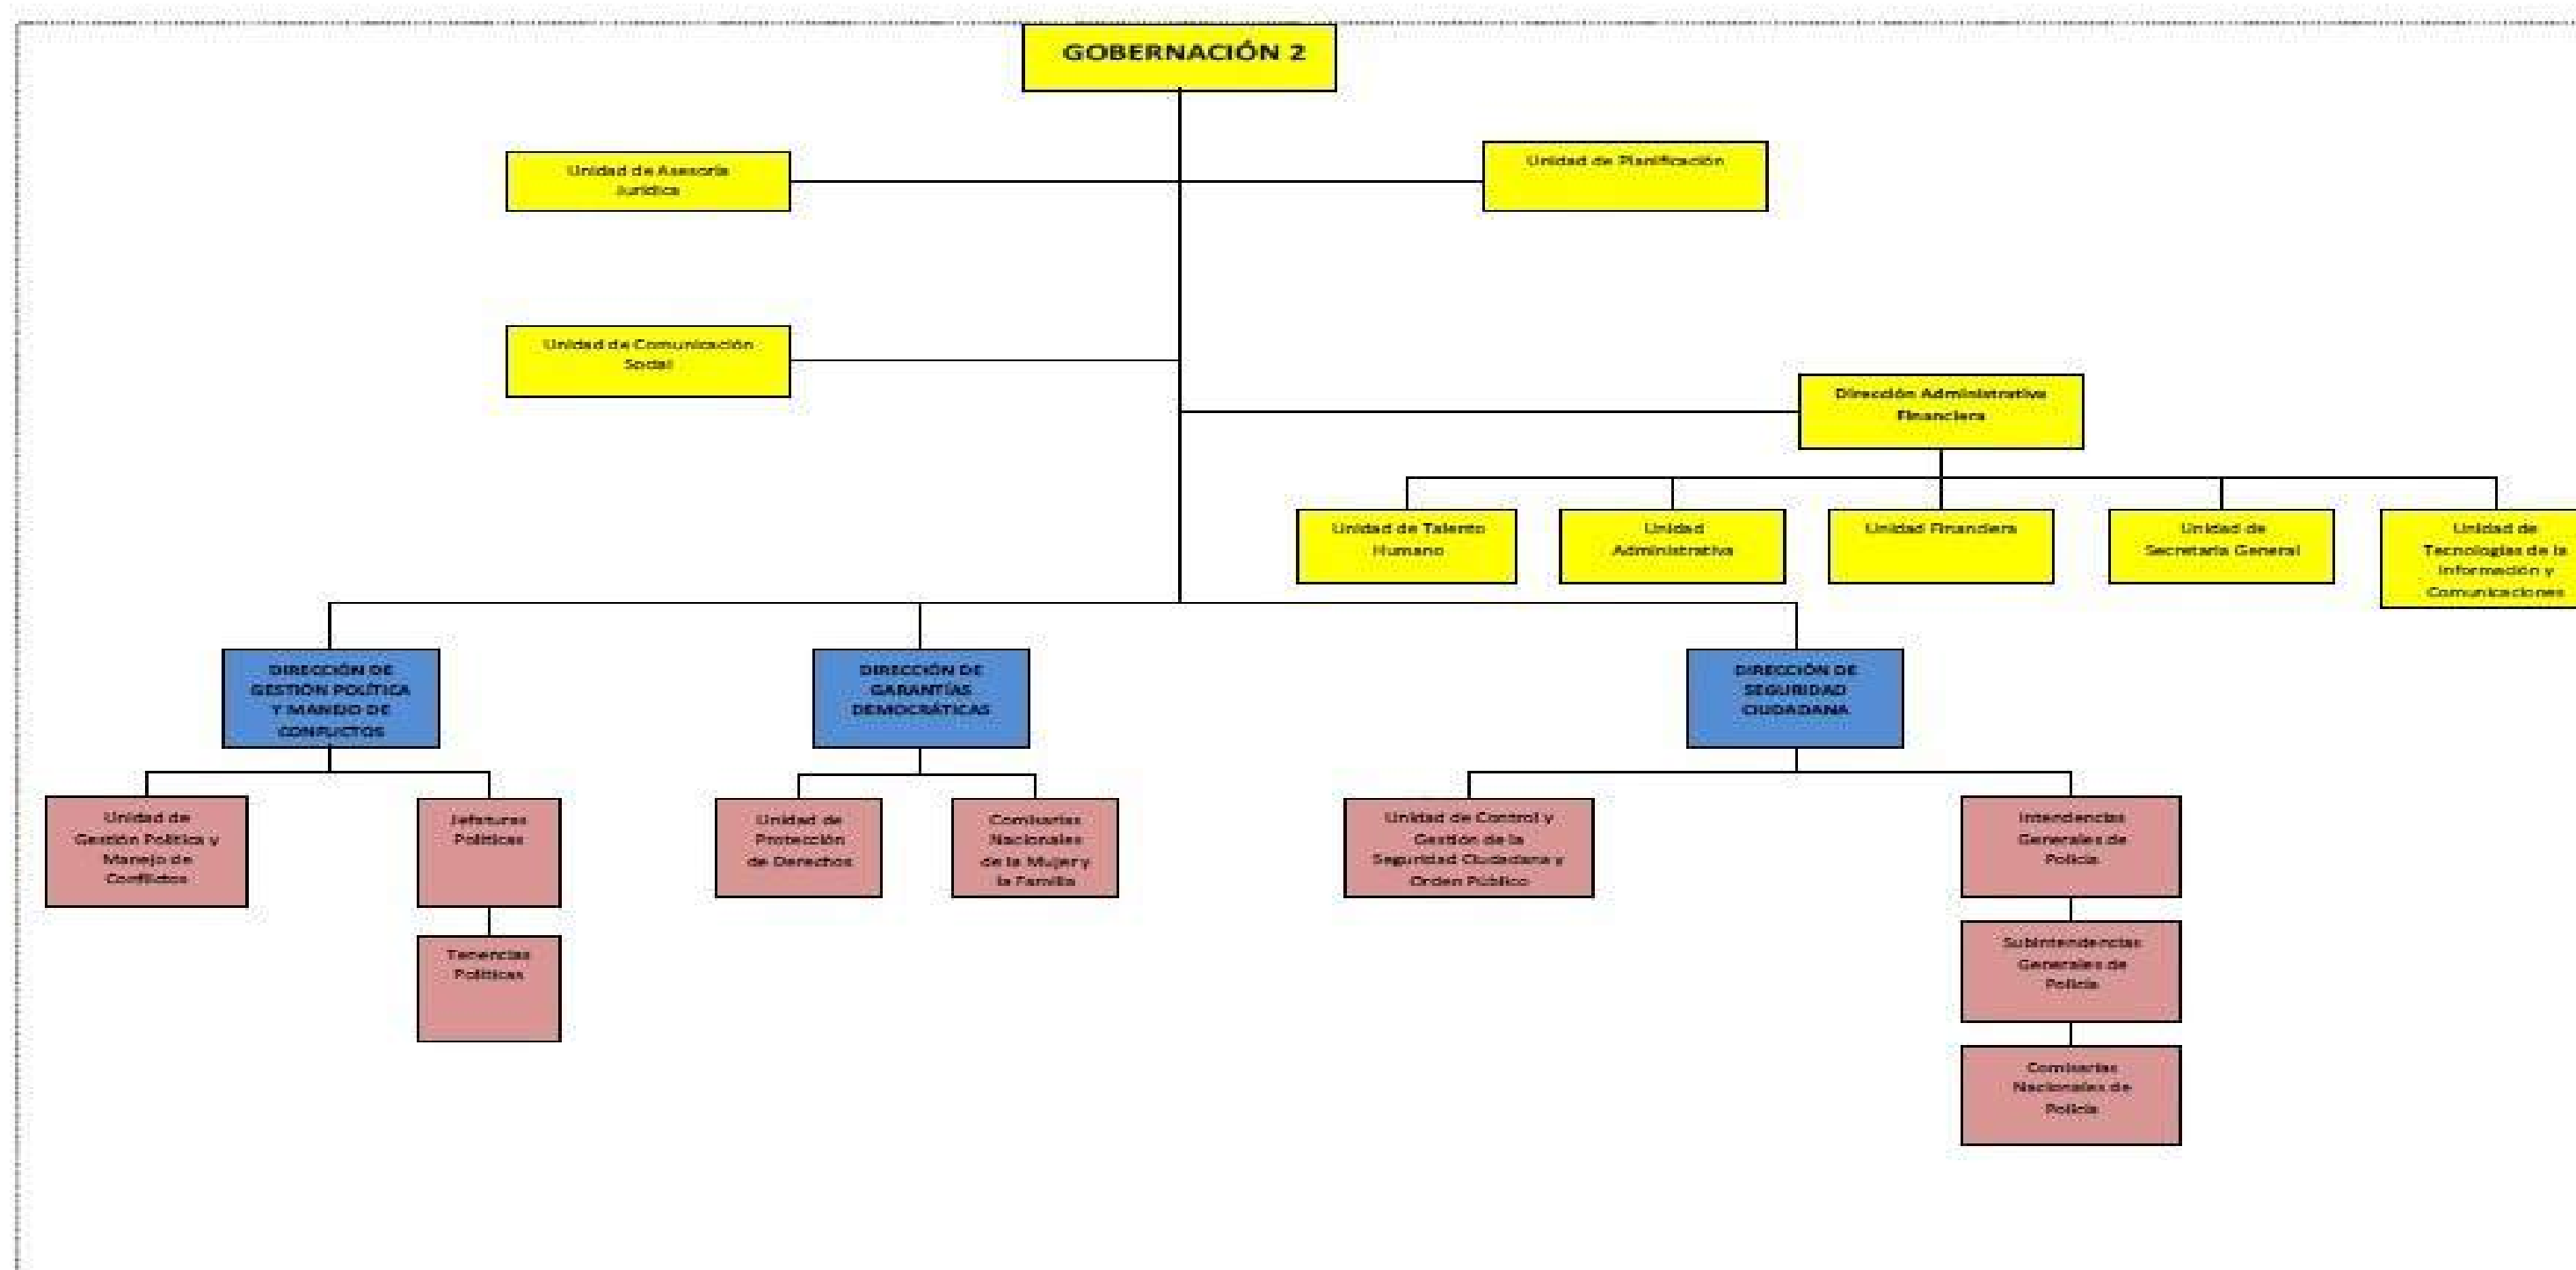 GOBERNACIÓN 2
Unidad de Asesoría
Jurídica
Unidad de Planificación
Unidad de Comunicación
Social
Dirección Administrativa
Financiera
Unidad de Talento
Humano
Unidad
Administrativa
Unidad Financiera
Unidad de
Secretaría General
Unidad de
Tecnologías de la
Información y
Comunicaciones
DIRECCIÓN DE
GESTIÓN POLÍTICA
Y MANEJO DE
CONFLICTOS
DIRECCIÓN DE
GARANTÍAS
DEMOCRÁTICAS
DIRECCIÓN DE
SEGURIDAD
CIUDADANA
Unidad de
Gestión Política y
Manejo de
Conflictos
Jefaturas
Políticas
Unidad de
Protección
de Derechos
Comisarías
Nacionales
de la Mujer y
la Familia
Unidad de Control y
Gestión de la
Seguridad Ciudadana y
Orden Público
Intendencias
Generales de
Policía
Tenencias
Políticas
Subintendencias
Generales de
Policía
Comisarías
Nacionales de
Policía